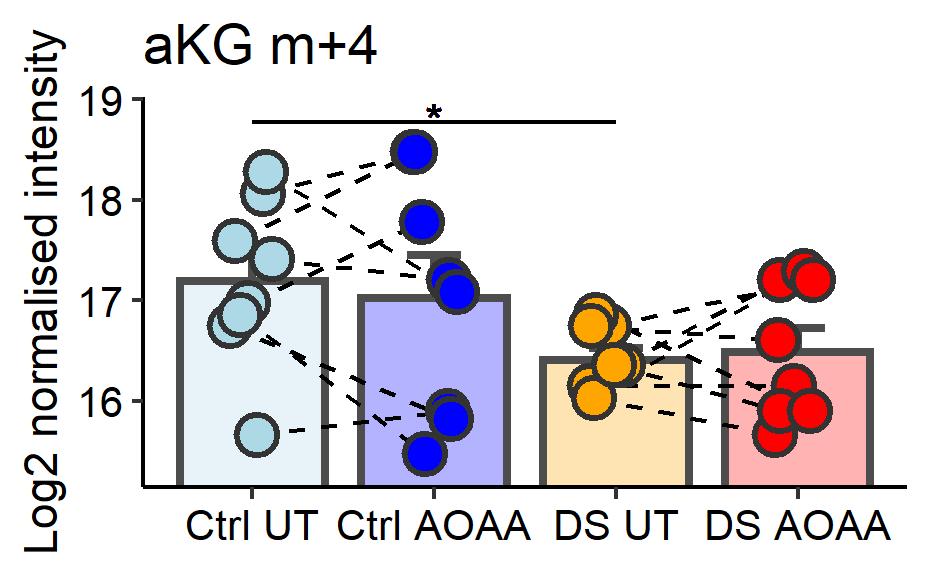 aKG m+4
Log2 normalised intensity
19
*
18
17
16
Ctrl UT
Ctrl AOAA
DS UT
DS AOAA